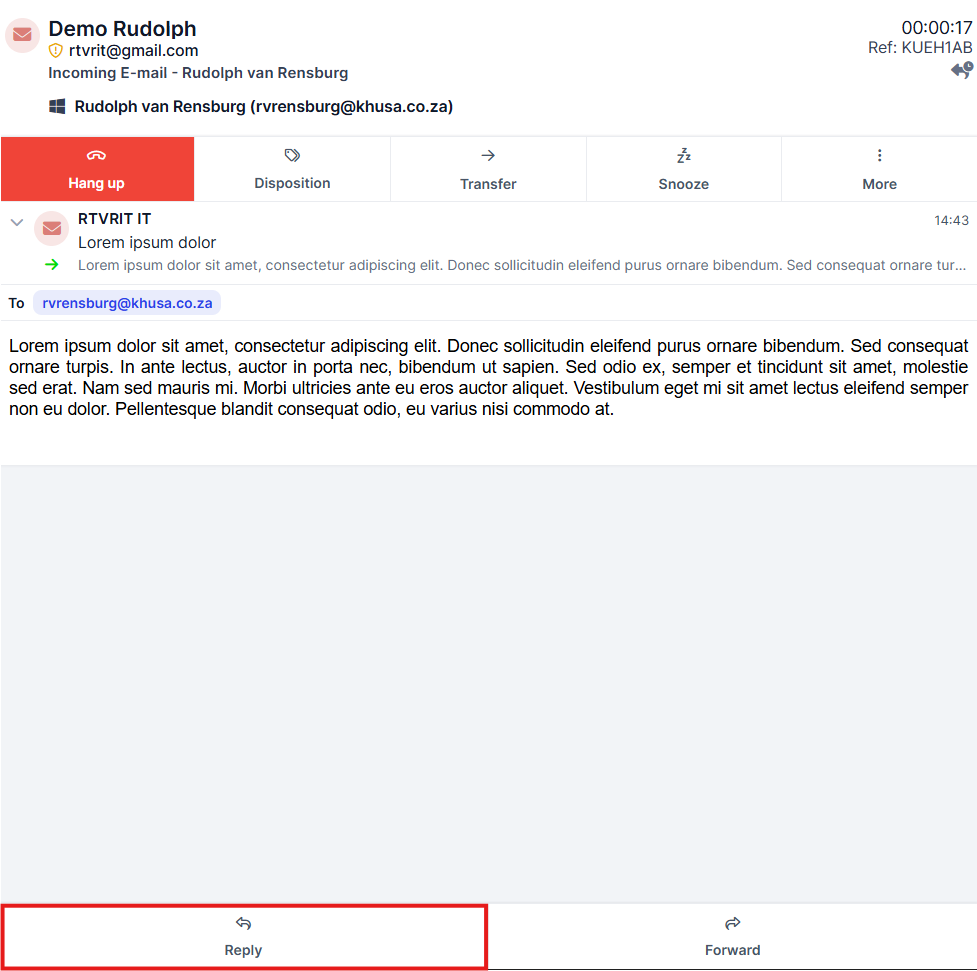 Demo Rudolph
00:00:17
rtvrit@gmail.com
Ref: KUEH1AB
Incoming E-mail - Rudolph van Rensburg
Rudolph van Rensburg (rvrensburg@khusa.co.za)
Hang up
Disposition
Transfer
Snooze
More
RTVRIT IT
14:43
Lorem ipsum dolor
Lorem ipsum dolor sit amet, consectetur adipiscing elit. Donec sollicitudin eleifend purus ornare bibendum. Sed consequat ornare tur...
To rvrensburg@khusa.co.za
Lorem ipsum dolor sit amet, consectetur adipiscing elit. Donec sollicitudin eleifend purus ornare bibendum. Sed consequat
ornare turpis. In ante lectus, auctor in porta nec, bibendum ut sapien. Sed odio ex, semper et tincidunt sit amet, molestie
sed erat. Nam sed mauris mi. Morbi ultricies ante eu eros auctor aliquet. Vestibulum eget mi sit amet lectus eleifend semper
non eu dolor. Pellentesque blandit consequat odio, eu varius nisi commodo at.
Reply
Forward